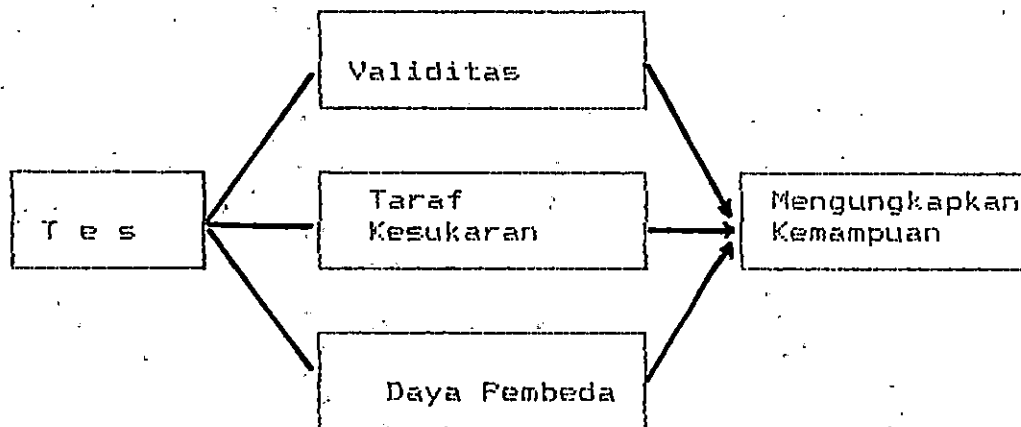 Validitas
T e s
Taraf
Kesukaran
Mengungkapkan
Kemampuan
Daya Pembeda